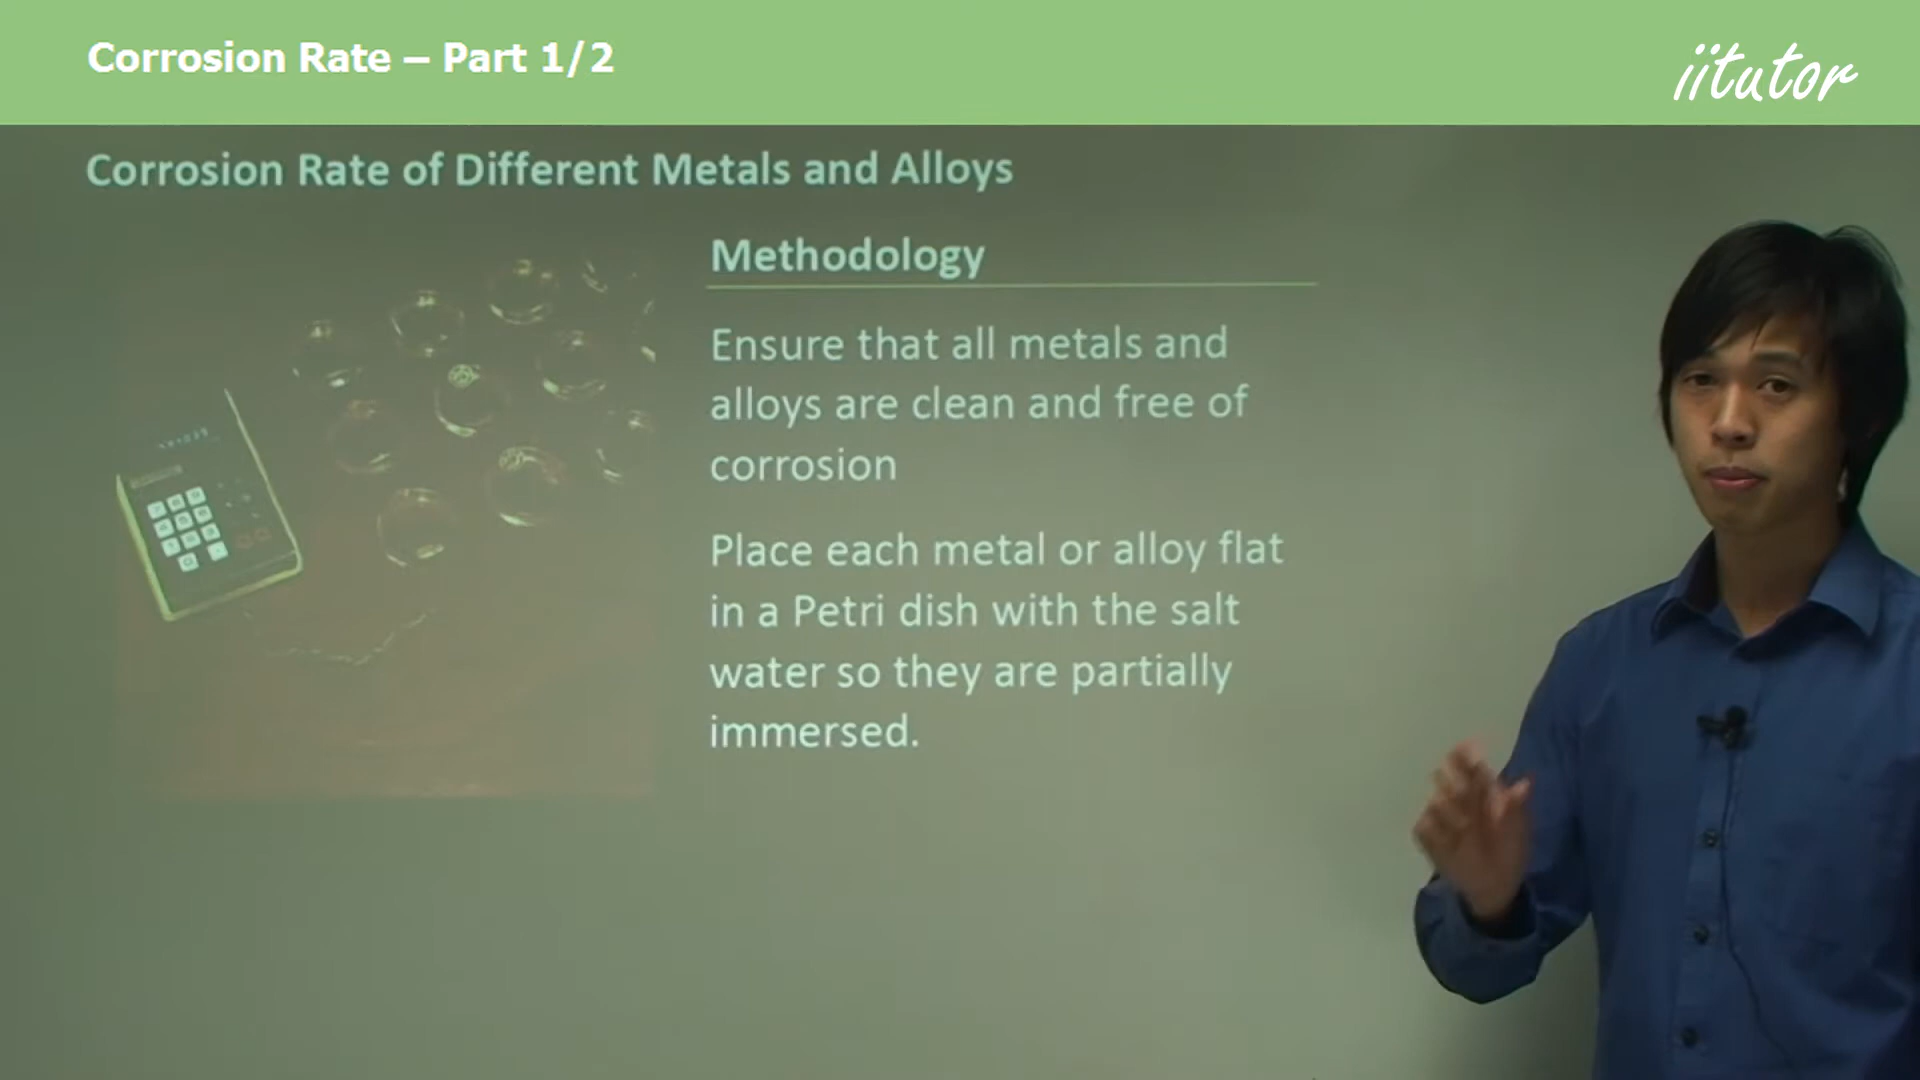 Corrosion Rate – Part 1/2
iitutor
Corrosion Rate of Different Metals and Alloys
Methodology
Ensure that all metals and
alloys are clean and free of
corrosion
Place each metal or alloy flat
in a Petri dish with the salt
water so they are partially
immersed.